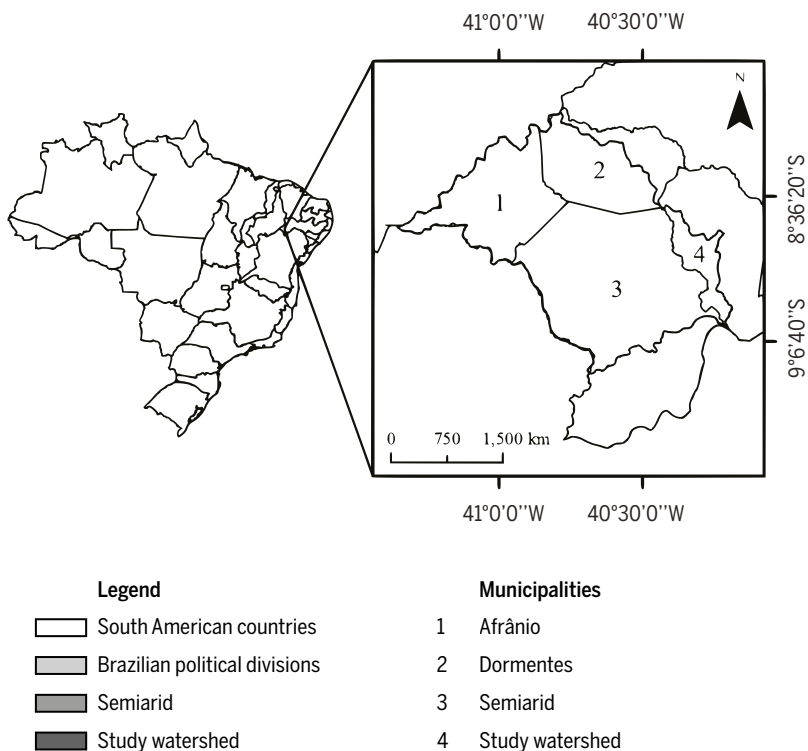 41°0'0''W 40°30'0''W
N
8°36'20''S
9°6'40''S
1
2
3
4
0 750 1,500 km
41°0'0''W 40°30'0''W
Legend
South American countries
Brazilian political divisions
Semiarid
Study watershed
Municipalities
1 Afrânio
2 Dormentes
3 Semiarid
4 Study watershed